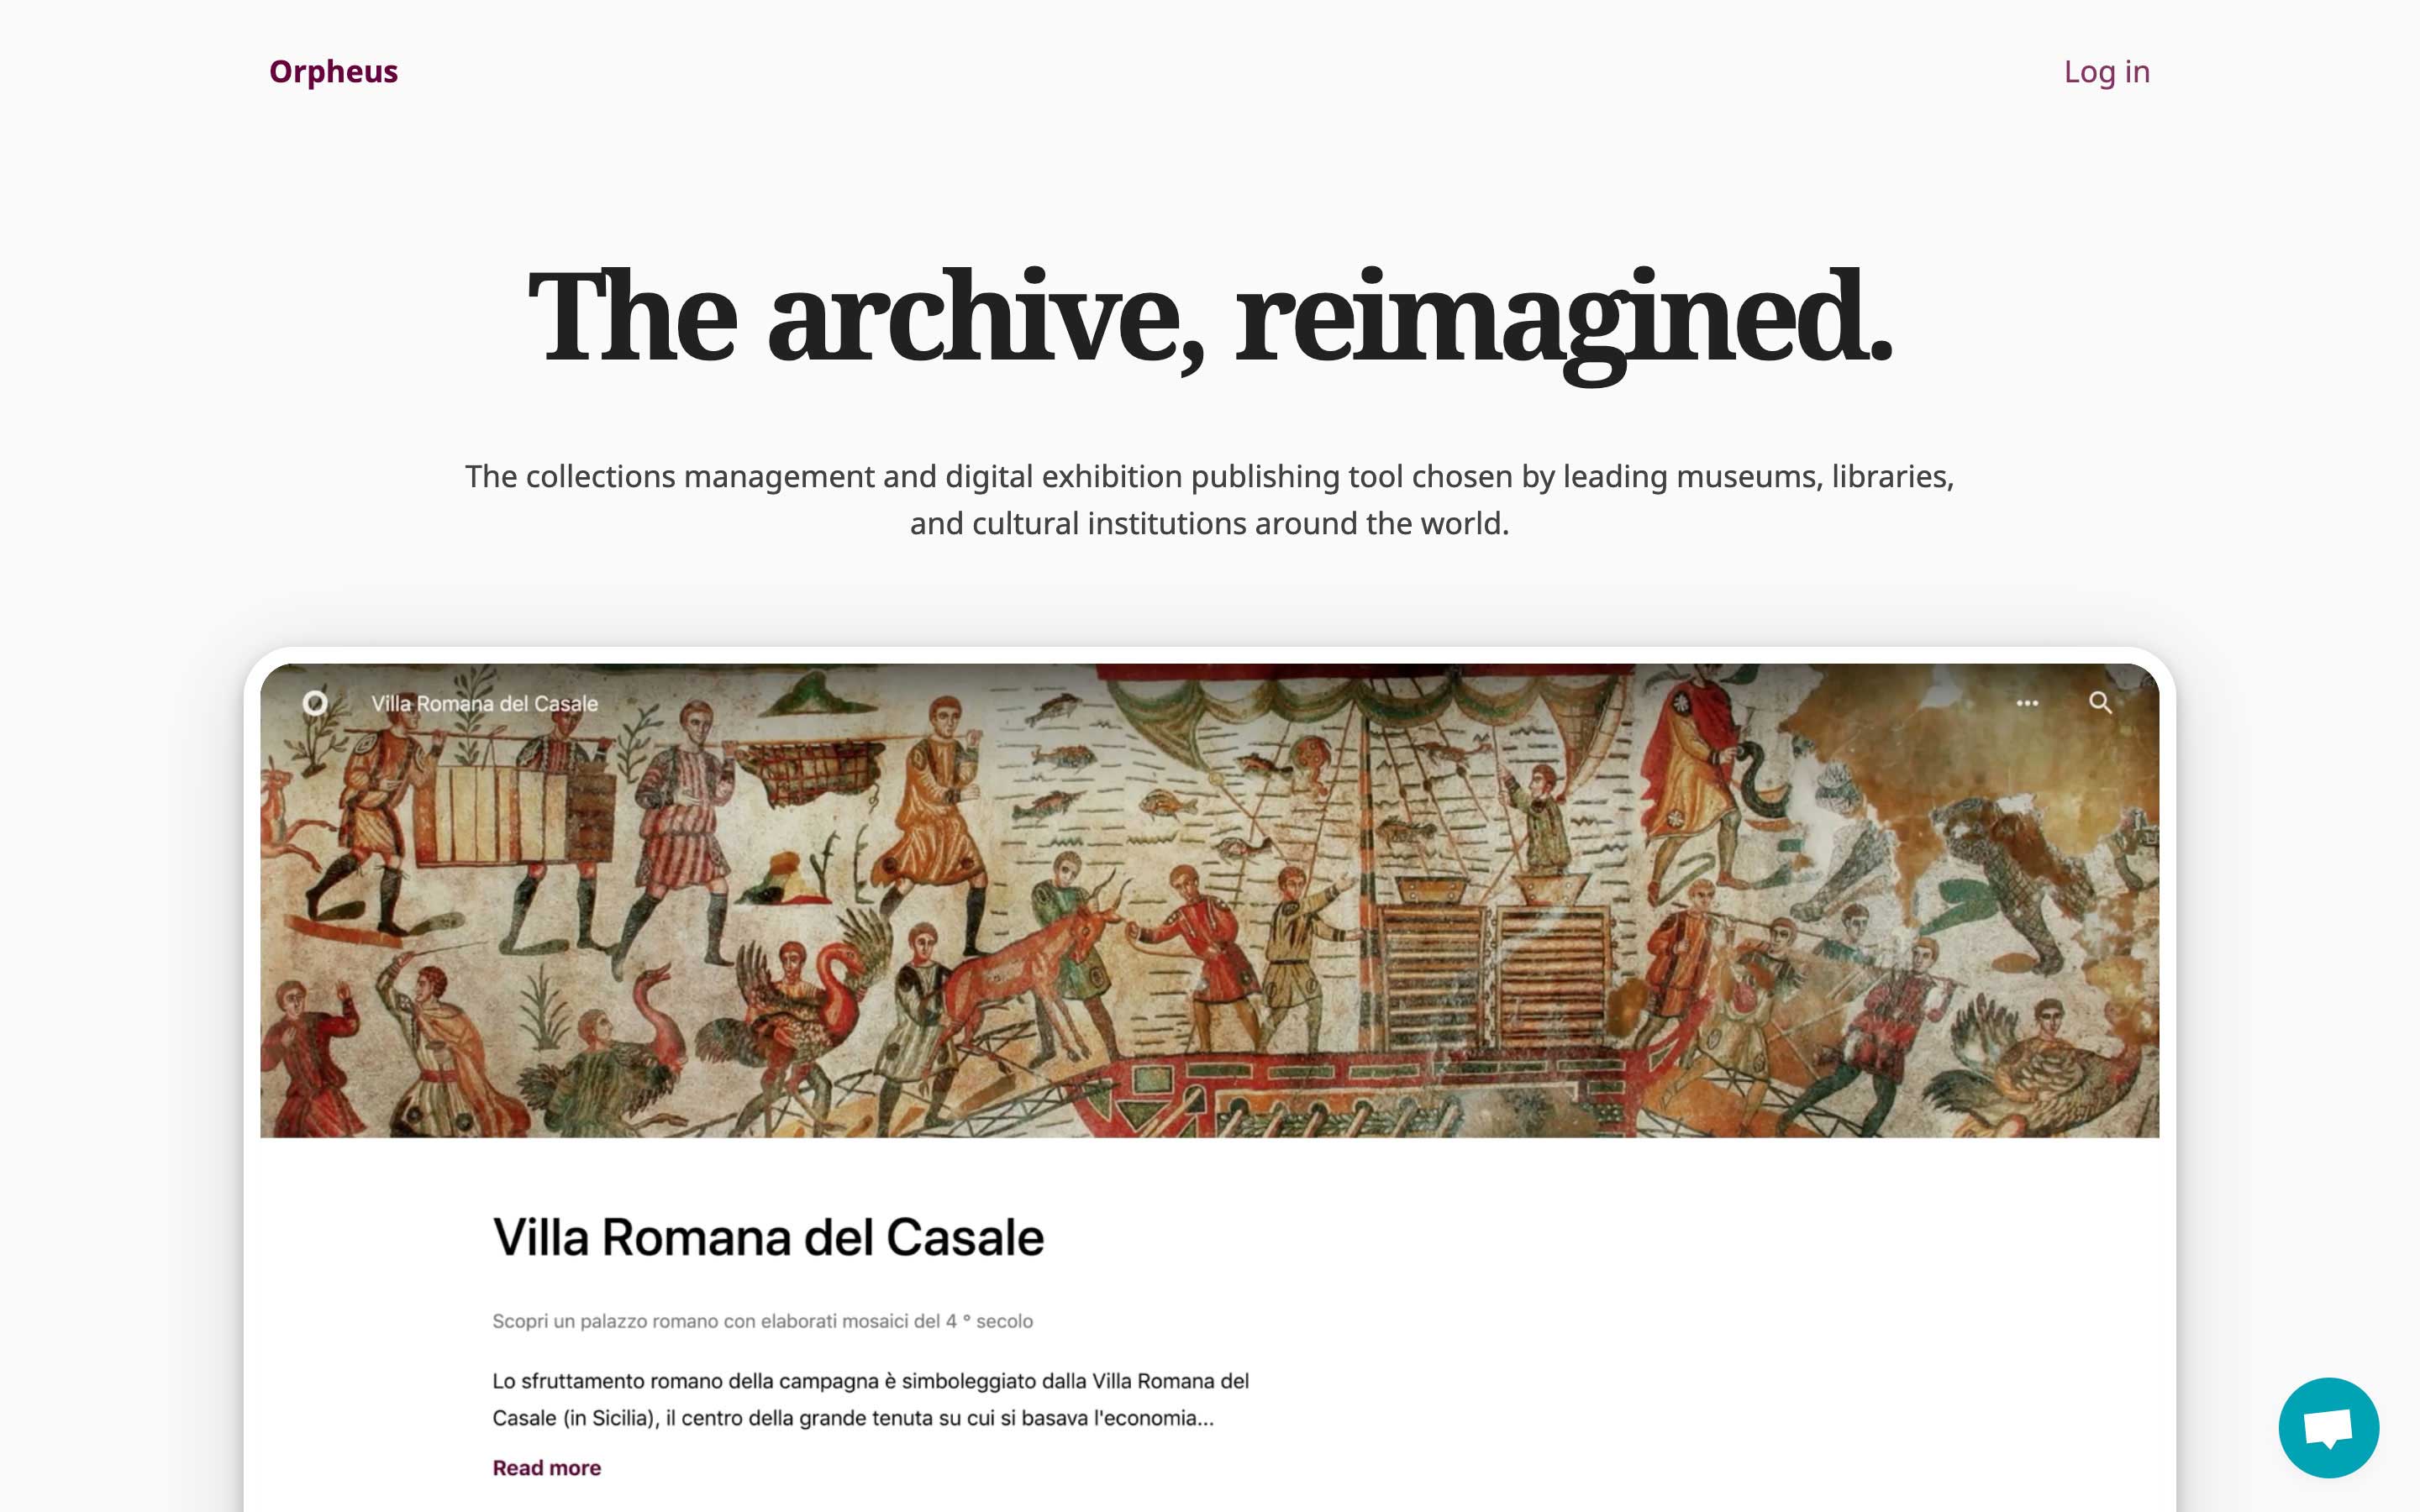 Orpheus
Log in
The archive, reimagined.
The collections management and digital exhibition publishing tool chosen by leading museums, libraries,
and cultural institutions around the world.
Villa Romana del Casale
Villa Romana del Casale
Scopri un palazzo romano con elaborati mosaici del 4 ° secolo
Lo sfruttamento romano della campagna è simboleggiato dalla Villa Romana del
Casale (in Sicilia), il centro della grande tenuta su cui si basava l'economia...
Read more